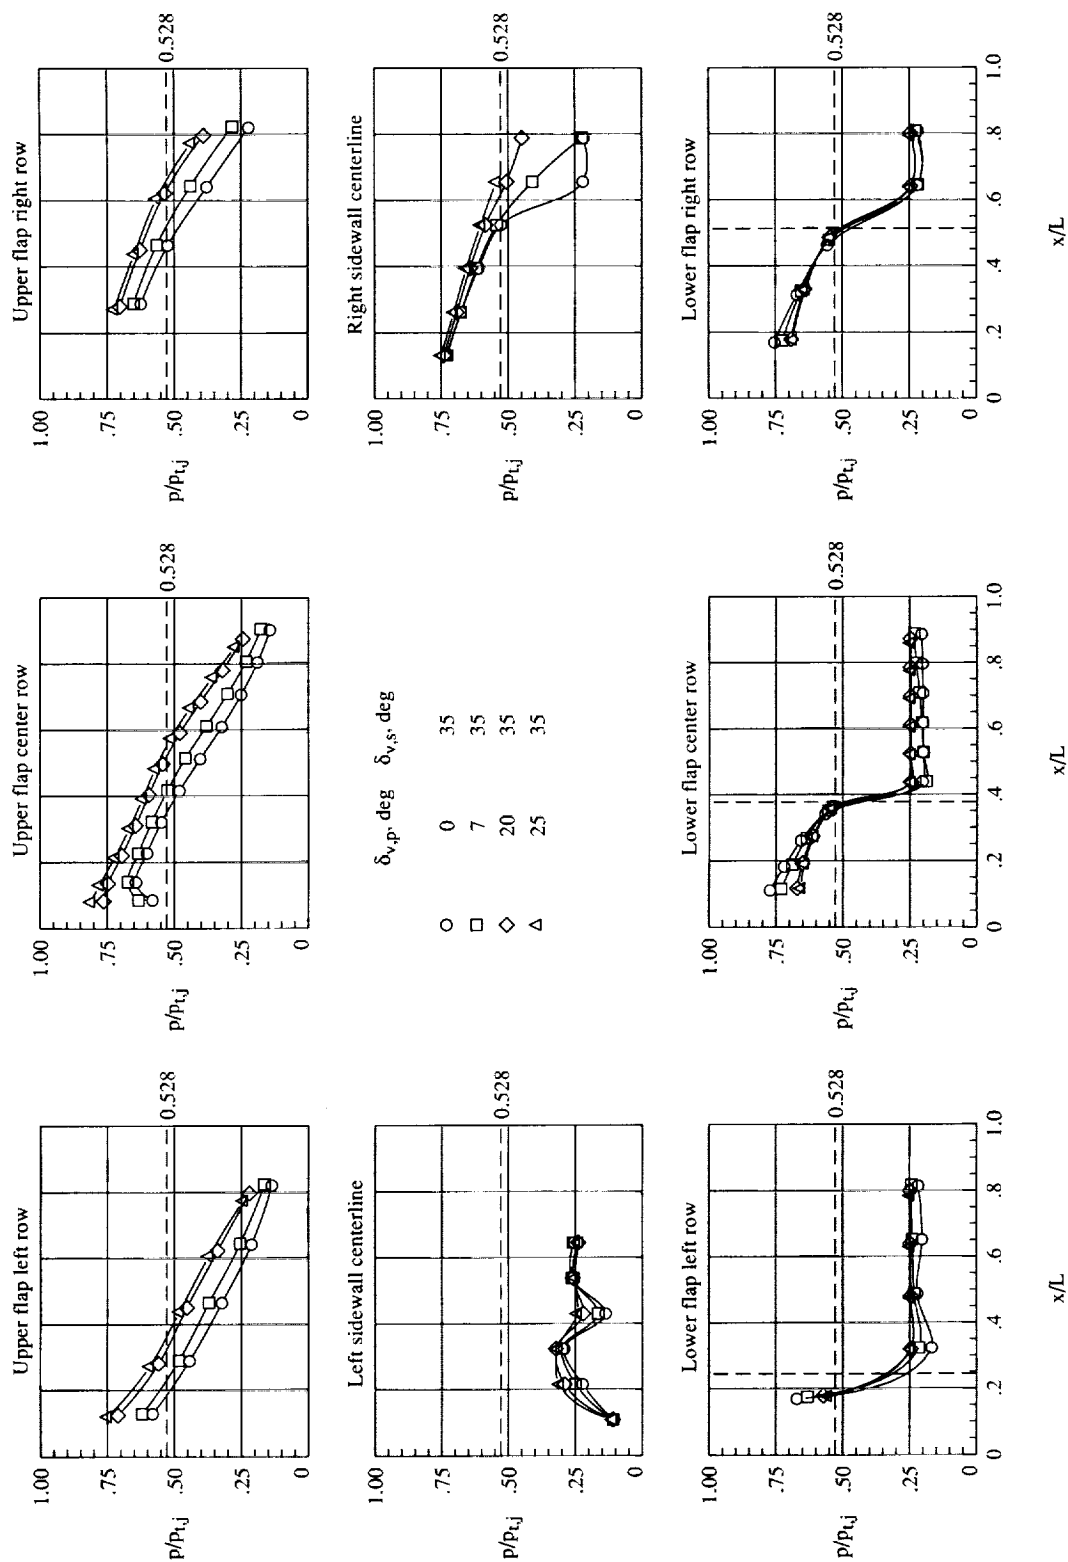 Upper flap left row
1.00
.75
.50
.25
0
p/pt,j
0.528
Upper flap center row
1.00
.75
.50
.25
0
p/pt,j
0.528
Upper flap right row
1.00
.75
.50
.25
0
p/pt,j
0.528
Left sidewall centerline
1.00
.75
.50
.25
0
p/pt,j
0.528
δv,p, deg δv,s, deg
0 35
7 35
20 35
25 35
Right sidewall centerline
1.00
.75
.50
.25
0
p/pt,j
0.528
Lower flap left row
1.00
.75
.50
.25
0
p/pt,j
0.528
0 .2 .4 .6 .8 1.0
x/L
Lower flap center row
1.00
.75
.50
.25
0
p/pt,j
0.528
0 .2 .4 .6 .8 1.0
x/L
Lower flap right row
1.00
.75
.50
.25
0
p/pt,j
0.528
0 .2 .4 .6 .8 1.0
x/L